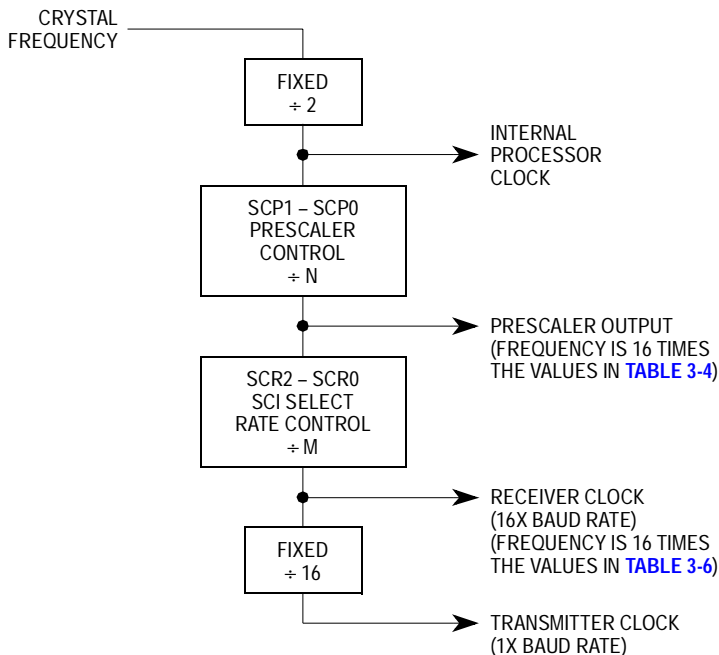 CRYSTAL
FREQUENCY
FIXED
÷ 2
INTERNAL
PROCESSOR
CLOCK
SCP1 – SCP0
PRESCALER
CONTROL
÷ N
PRESCALER OUTPUT
(FREQUENCY IS 16 TIMES
THE VALUES IN TABLE 3-4)
SCR2 – SCR0
SCI SELECT
RATE CONTROL
÷ M
RECEIVER CLOCK
(16X BAUD RATE)
(FREQUENCY IS 16 TIMES
THE VALUES IN TABLE 3-6)
FIXED
÷ 16
TRANSMITTER CLOCK
(1X BAUD RATE)